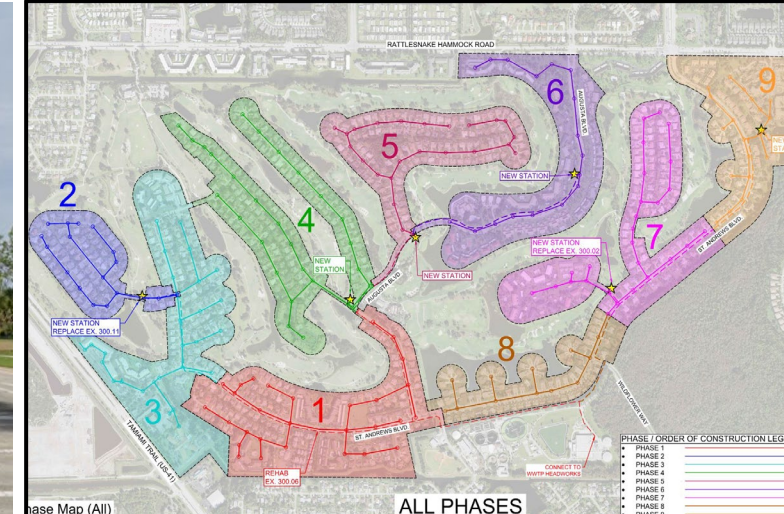 RATTLESNAKE HAMMOCK ROAD
9
6
AUGUSTA BLVD
5
NEW STATION
2
4
NEW STATION
REPLACE EX. 300.02
7
ST. ANDREWS BLVD
NEW
STATION
NEW STATION
AUGUSTA BLVD
NEW STATION
REPLACE EX. 300.11
8
3
1
WILDFLOWER WAY
ST. ANDREWS BLVD
TAMIAMI TRAIL (US-41)
REHAB
EX. 300.06
CONNECT TO
WWTP HEADWORKS
PHASE / ORDER OF CONSTRUCTION LEG
PHASE 1
PHASE 2
PHASE 3
PHASE 4
PHASE 5
PHASE 6
PHASE 7
PHASE 8
PHASE 9
hase Map (All)
ALL PHASES